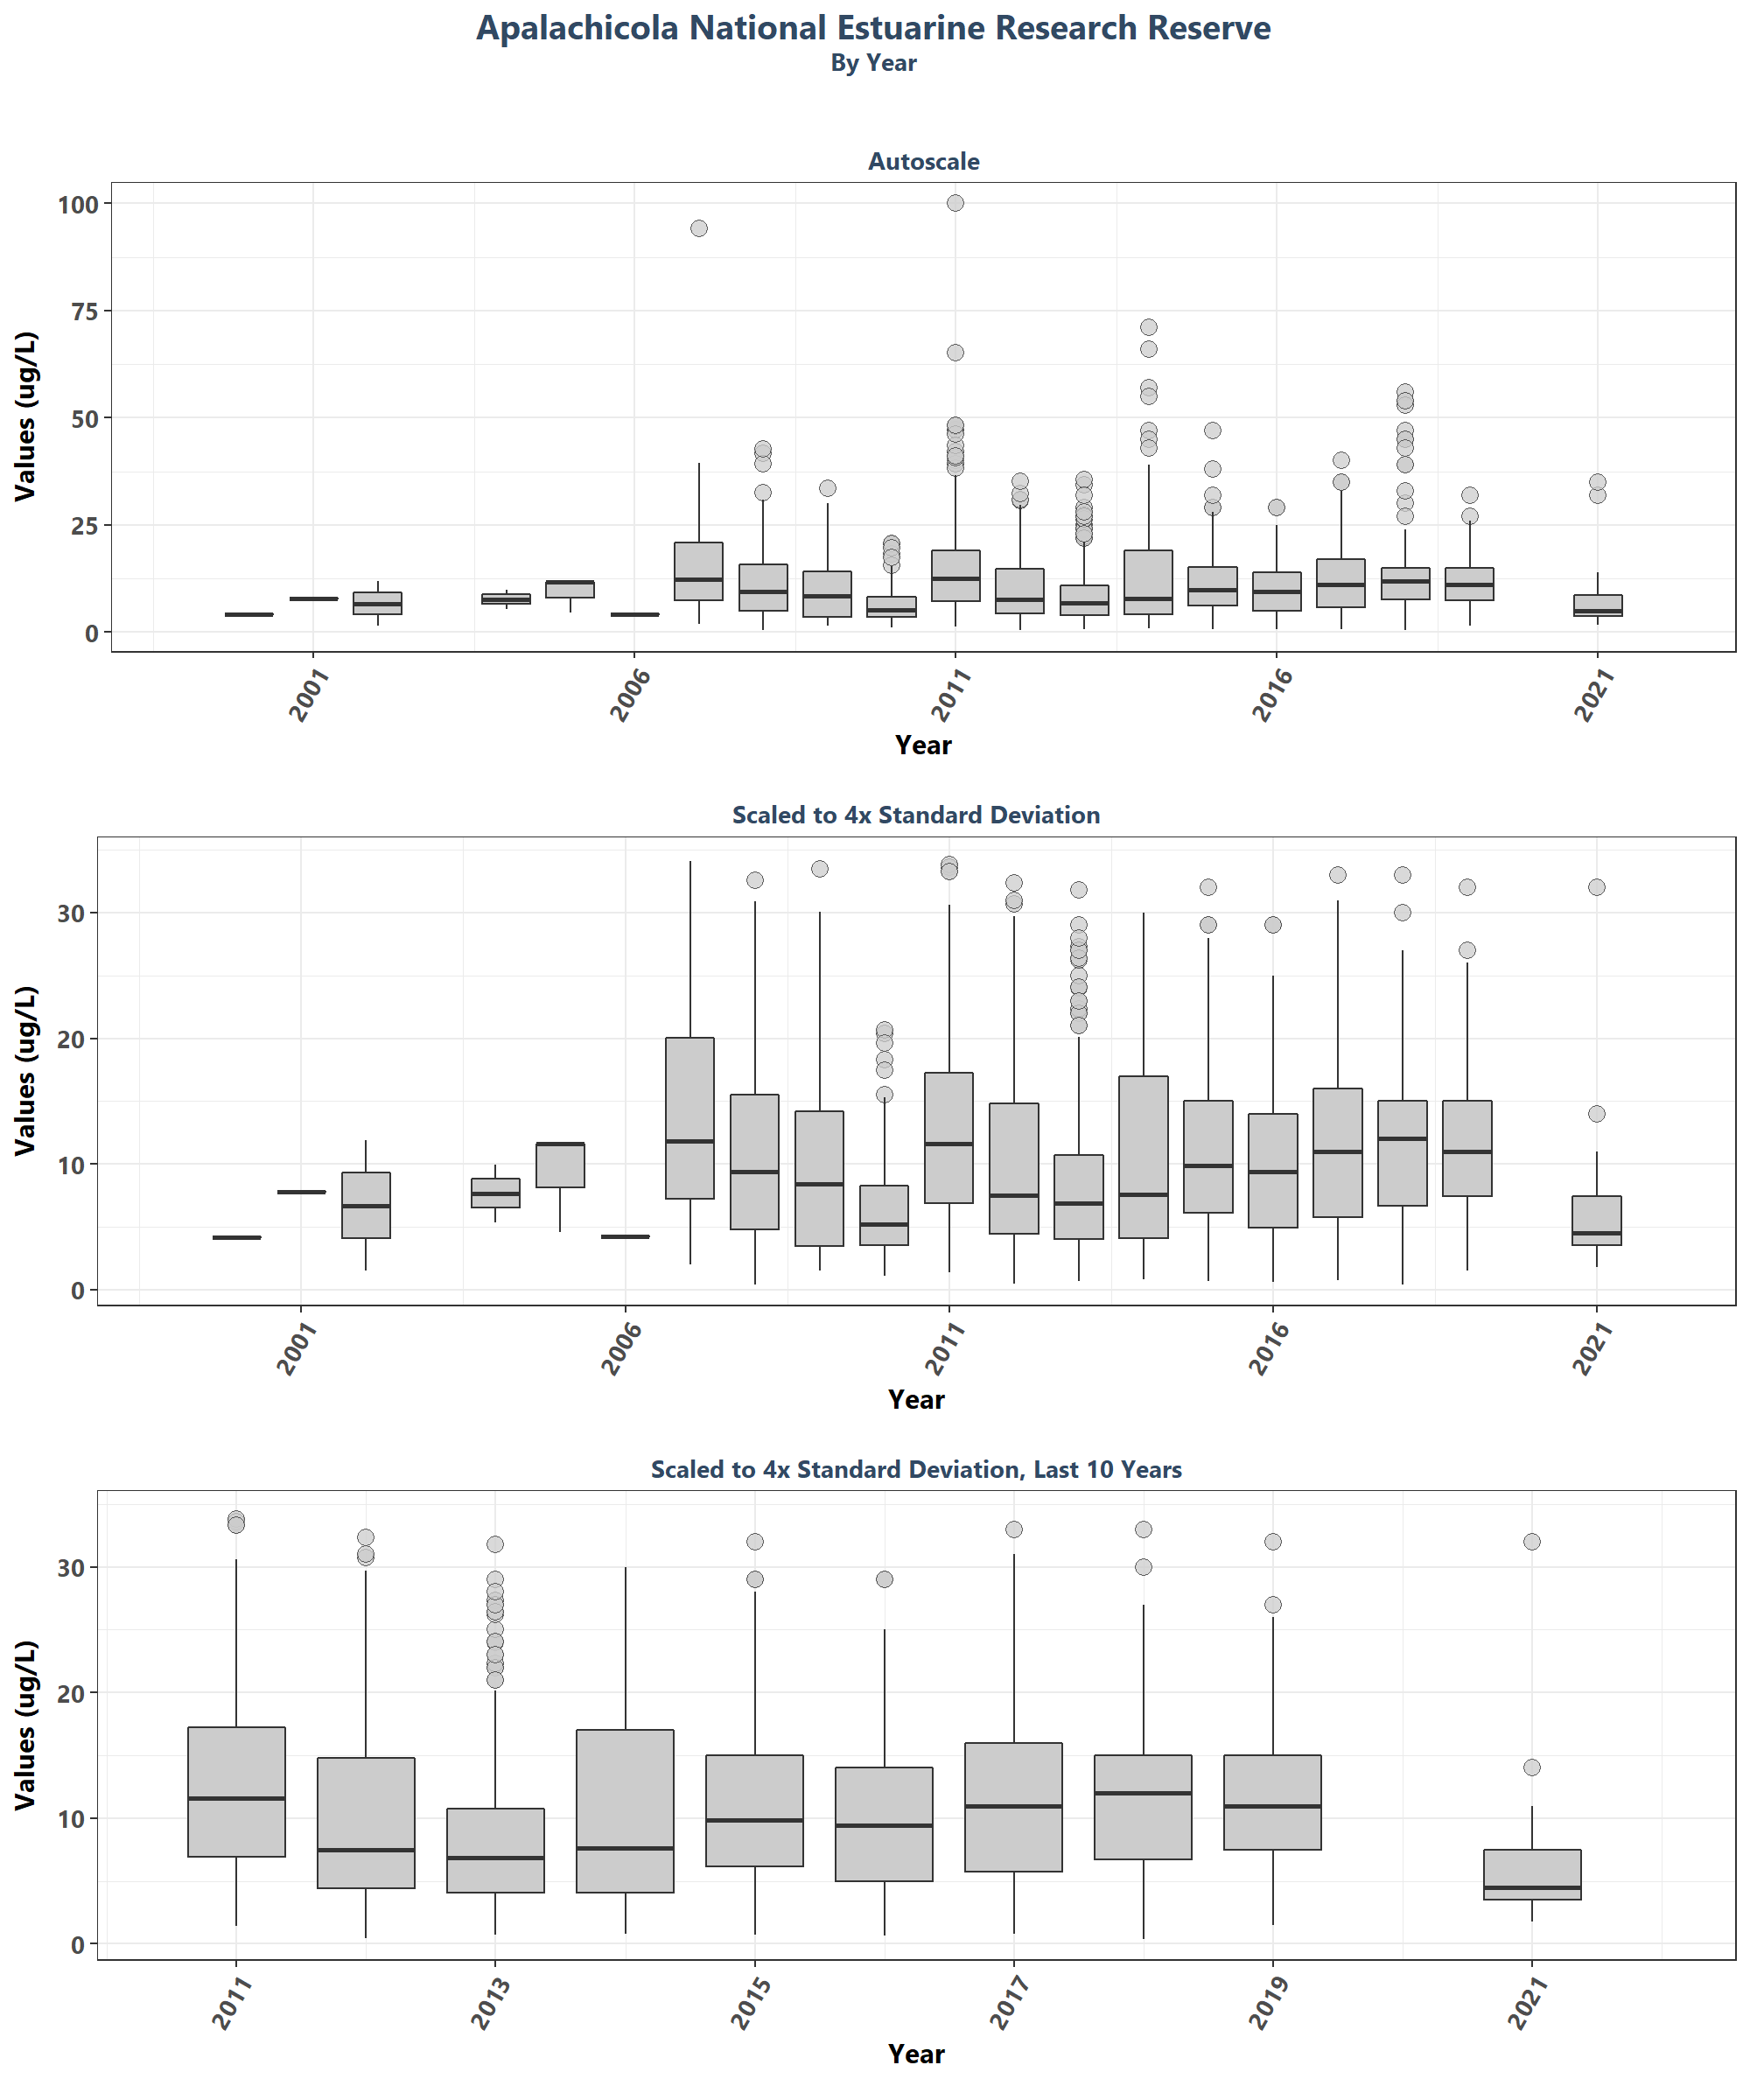 Apalachicola National Estuarine Research Reserve
By Year
Autoscale
Values (ug/L)
100
75
50
25
0
2001
2006
2011
2016
2021
Year
Scaled to 4x Standard Deviation
Values (ug/L)
30
20
10
0
2001
2006
2011
2016
2021
Year
Scaled to 4x Standard Deviation, Last 10 Years
Values (ug/L)
30
20
10
0
2011
2013
2015
2017
2019
2021
Year